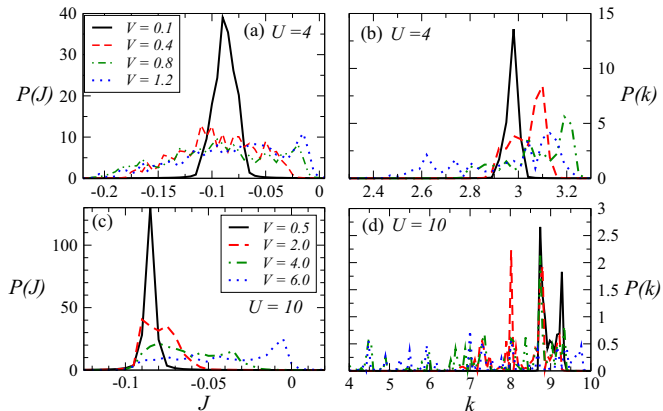 40
30
20
10
0
P(J)
V = 0.1
V = 0.4
V = 0.8
V = 1.2
(a) U = 4
-0.2
-0.15
-0.1
-0.05
0
(b) U = 4
15
10
5
0
P(k)
2.4
2.6
2.8
3
3.2
(c)
100
50
0
P(J)
V = 0.5
V = 2.0
V = 4.0
V = 6.0
U = 10
-0.1
-0.05
0
J
(d) U = 10
3
2.5
2
1.5
1
0.5
0
P(k)
4
5
6
7
8
9
10
k